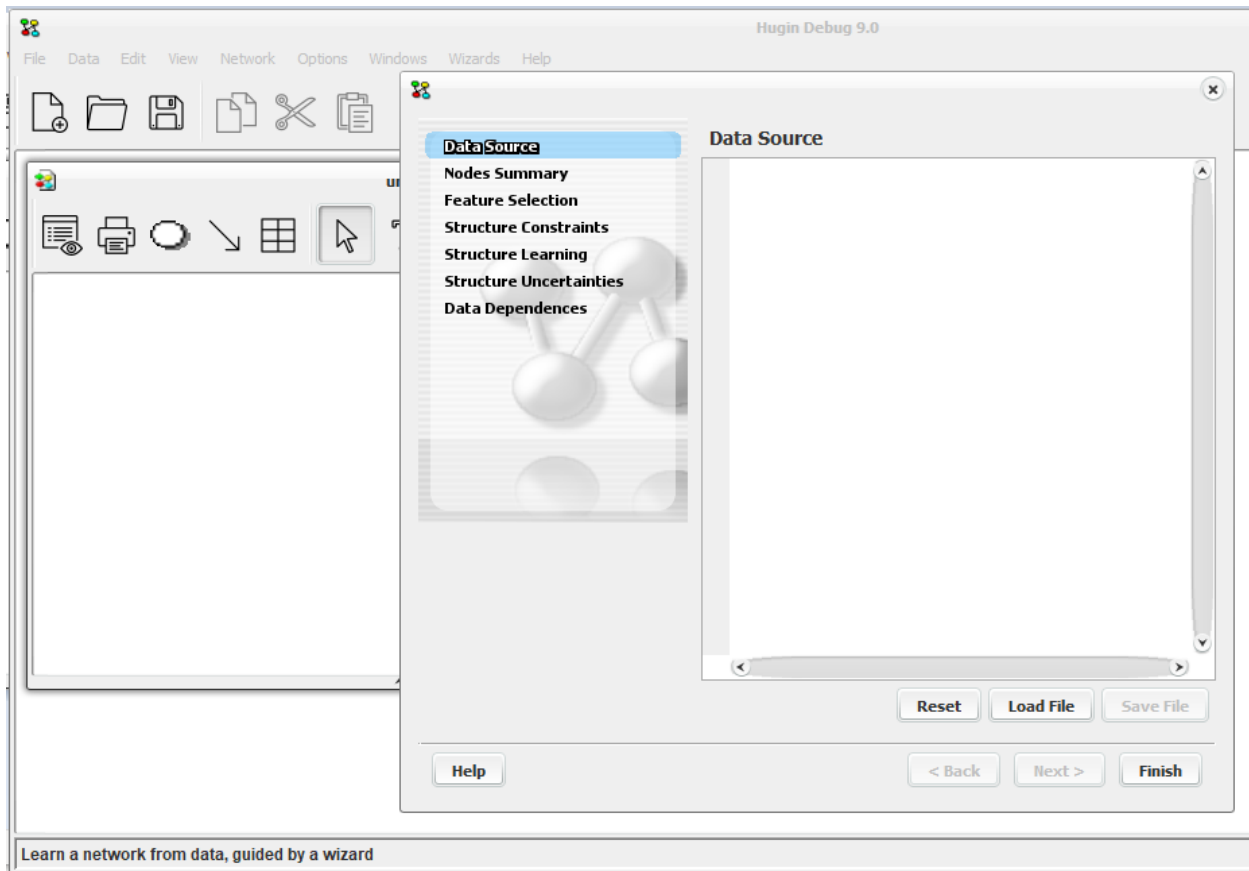 Hugin Debug 9.0
File Data Edit View Network Options Windows Wizards Help
Data Source
Nodes Summary
Feature Selection
Structure Constraints
Structure Learning
Structure Uncertainties
Data Dependences
Data Source
Reset Load File Save File
Help < Back Next > Finish
Learn a network from data, guided by a wizard